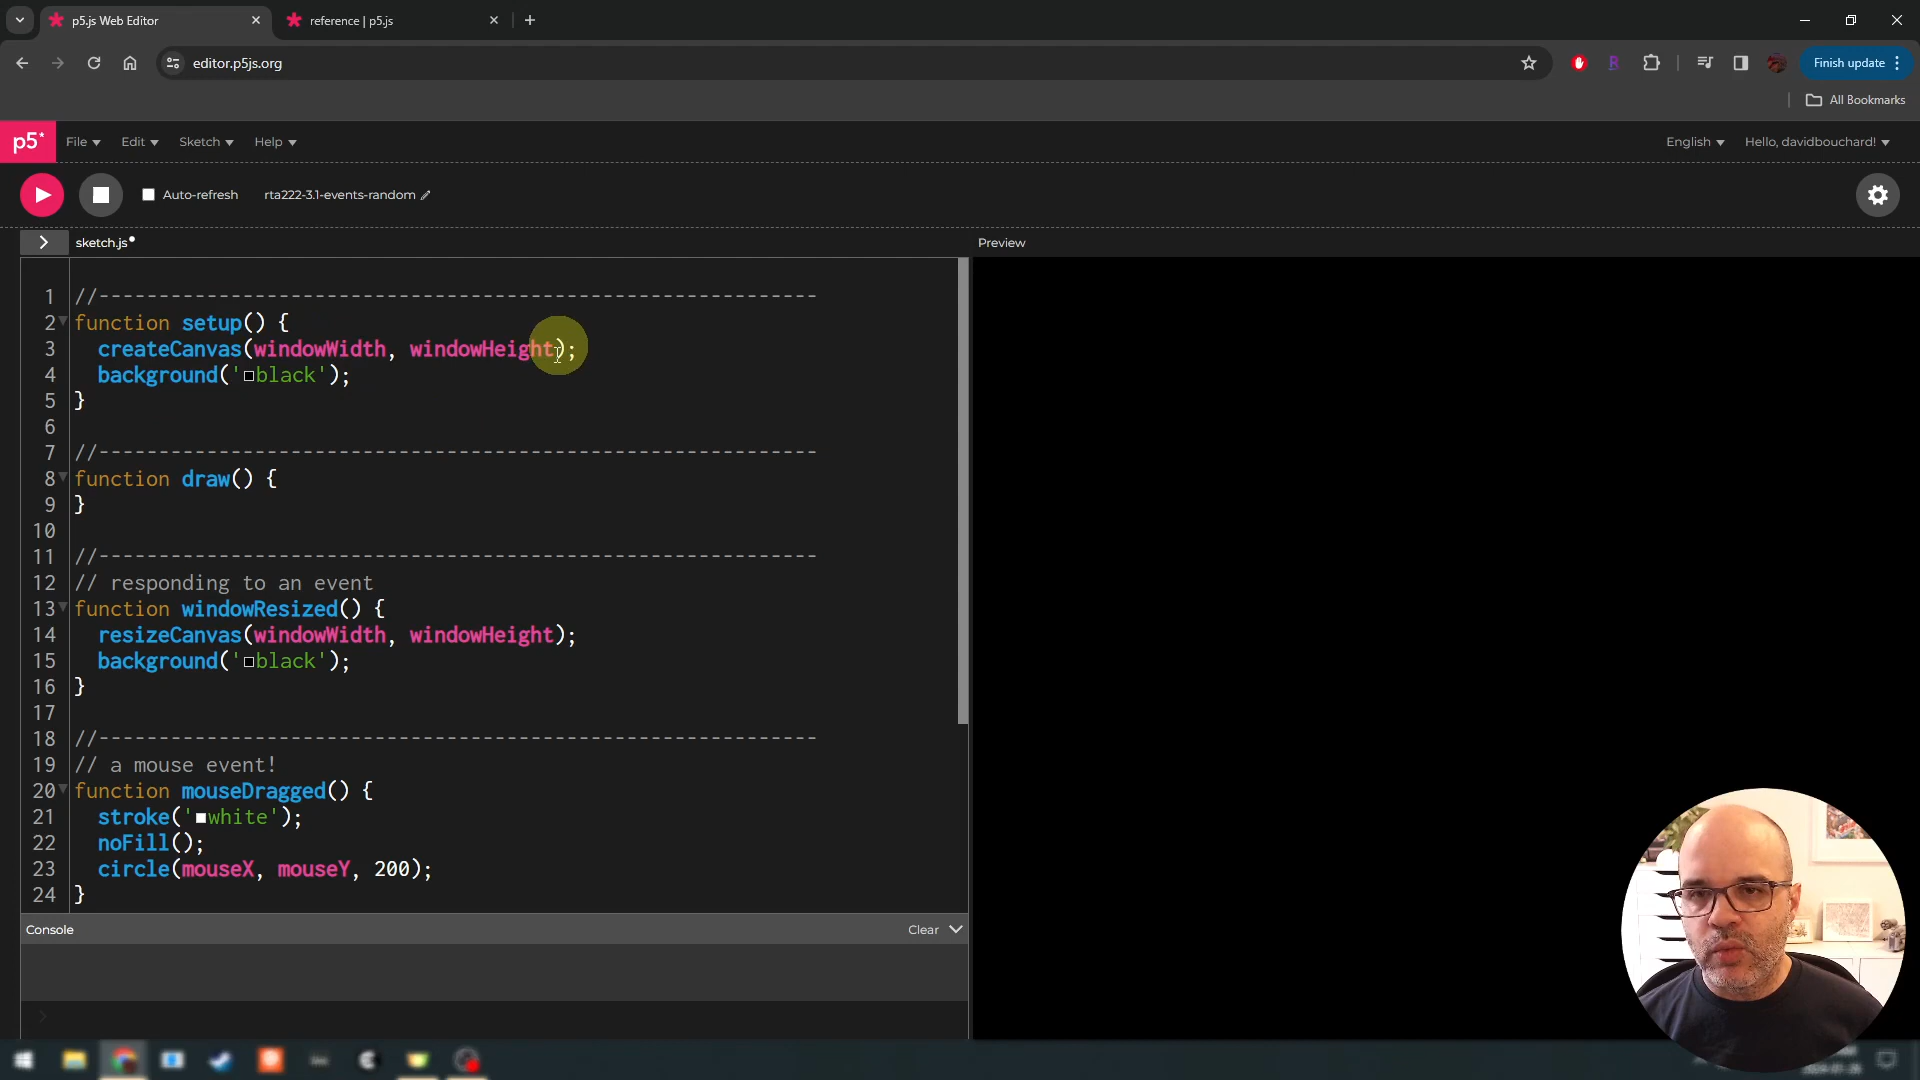 p5.js Web Editor
reference | p5.js
editor.p5js.org
Finish update
All Bookmarks
p5*
File
Edit
Sketch
Help
English
Hello, davidbouchard!
Auto-refresh
rta222-3.1-events-random
sketch.js
Preview
1 //------------------------------------------------------------
2 function setup() {
3 createCanvas(windowWidth, windowHeight);
4 background('black');
5 }
6
7 //------------------------------------------------------------
8 function draw() {
9 }
10
11 //------------------------------------------------------------
12 // responding to an event
13 function windowResized() {
14 resizeCanvas(windowWidth, windowHeight);
15 background('black');
16 }
17
18 //------------------------------------------------------------
19 // a mouse event!
20 function mouseDragged() {
21 stroke('white');
22 noFill();
23 circle(mouseX, mouseY, 200);
24 }
Console
Clear